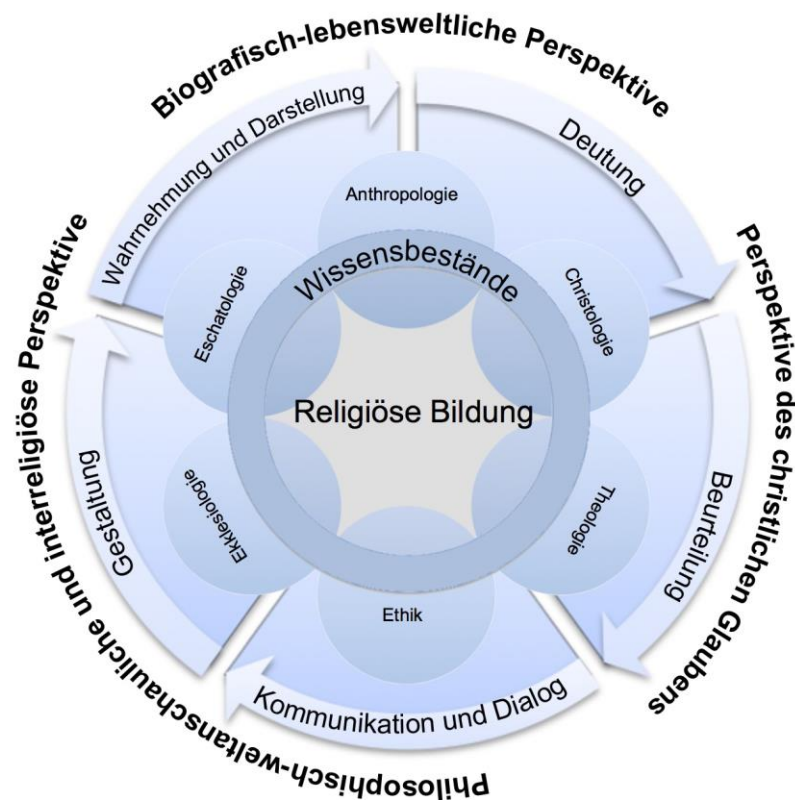 Biografisch-lebensweltliche Perspektive
Perspektive des christlichen Glaubens
Philosophisch-weltanschauliche und interreligiöse Perspektive
Wahrnehmung und Darstellung
Deutung
Beurteilung
Kommunikation und Dialog
Gestaltung
Anthropologie
Christologie
Theologie
Ethik
Ekklesiologie
Eschatologie
Wissensbestände
Religiöse Bildung